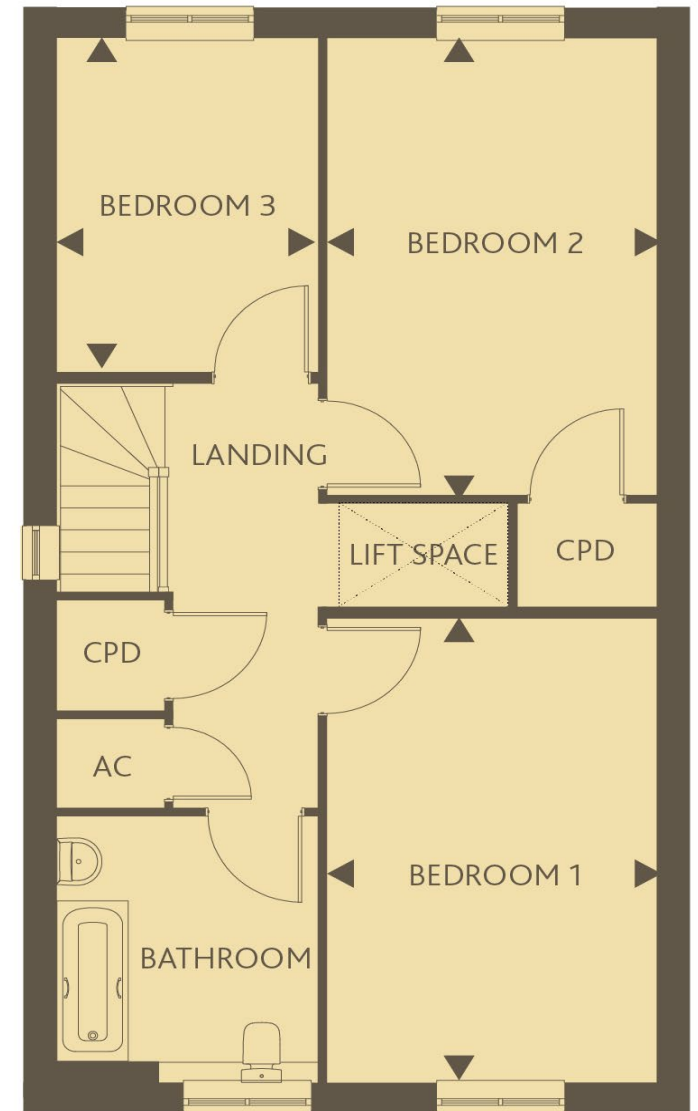 BEDROOM 3
BEDROOM 2
LANDING
LIFT SPACE
CPD
CPD
AC
BEDROOM 1
BATHROOM